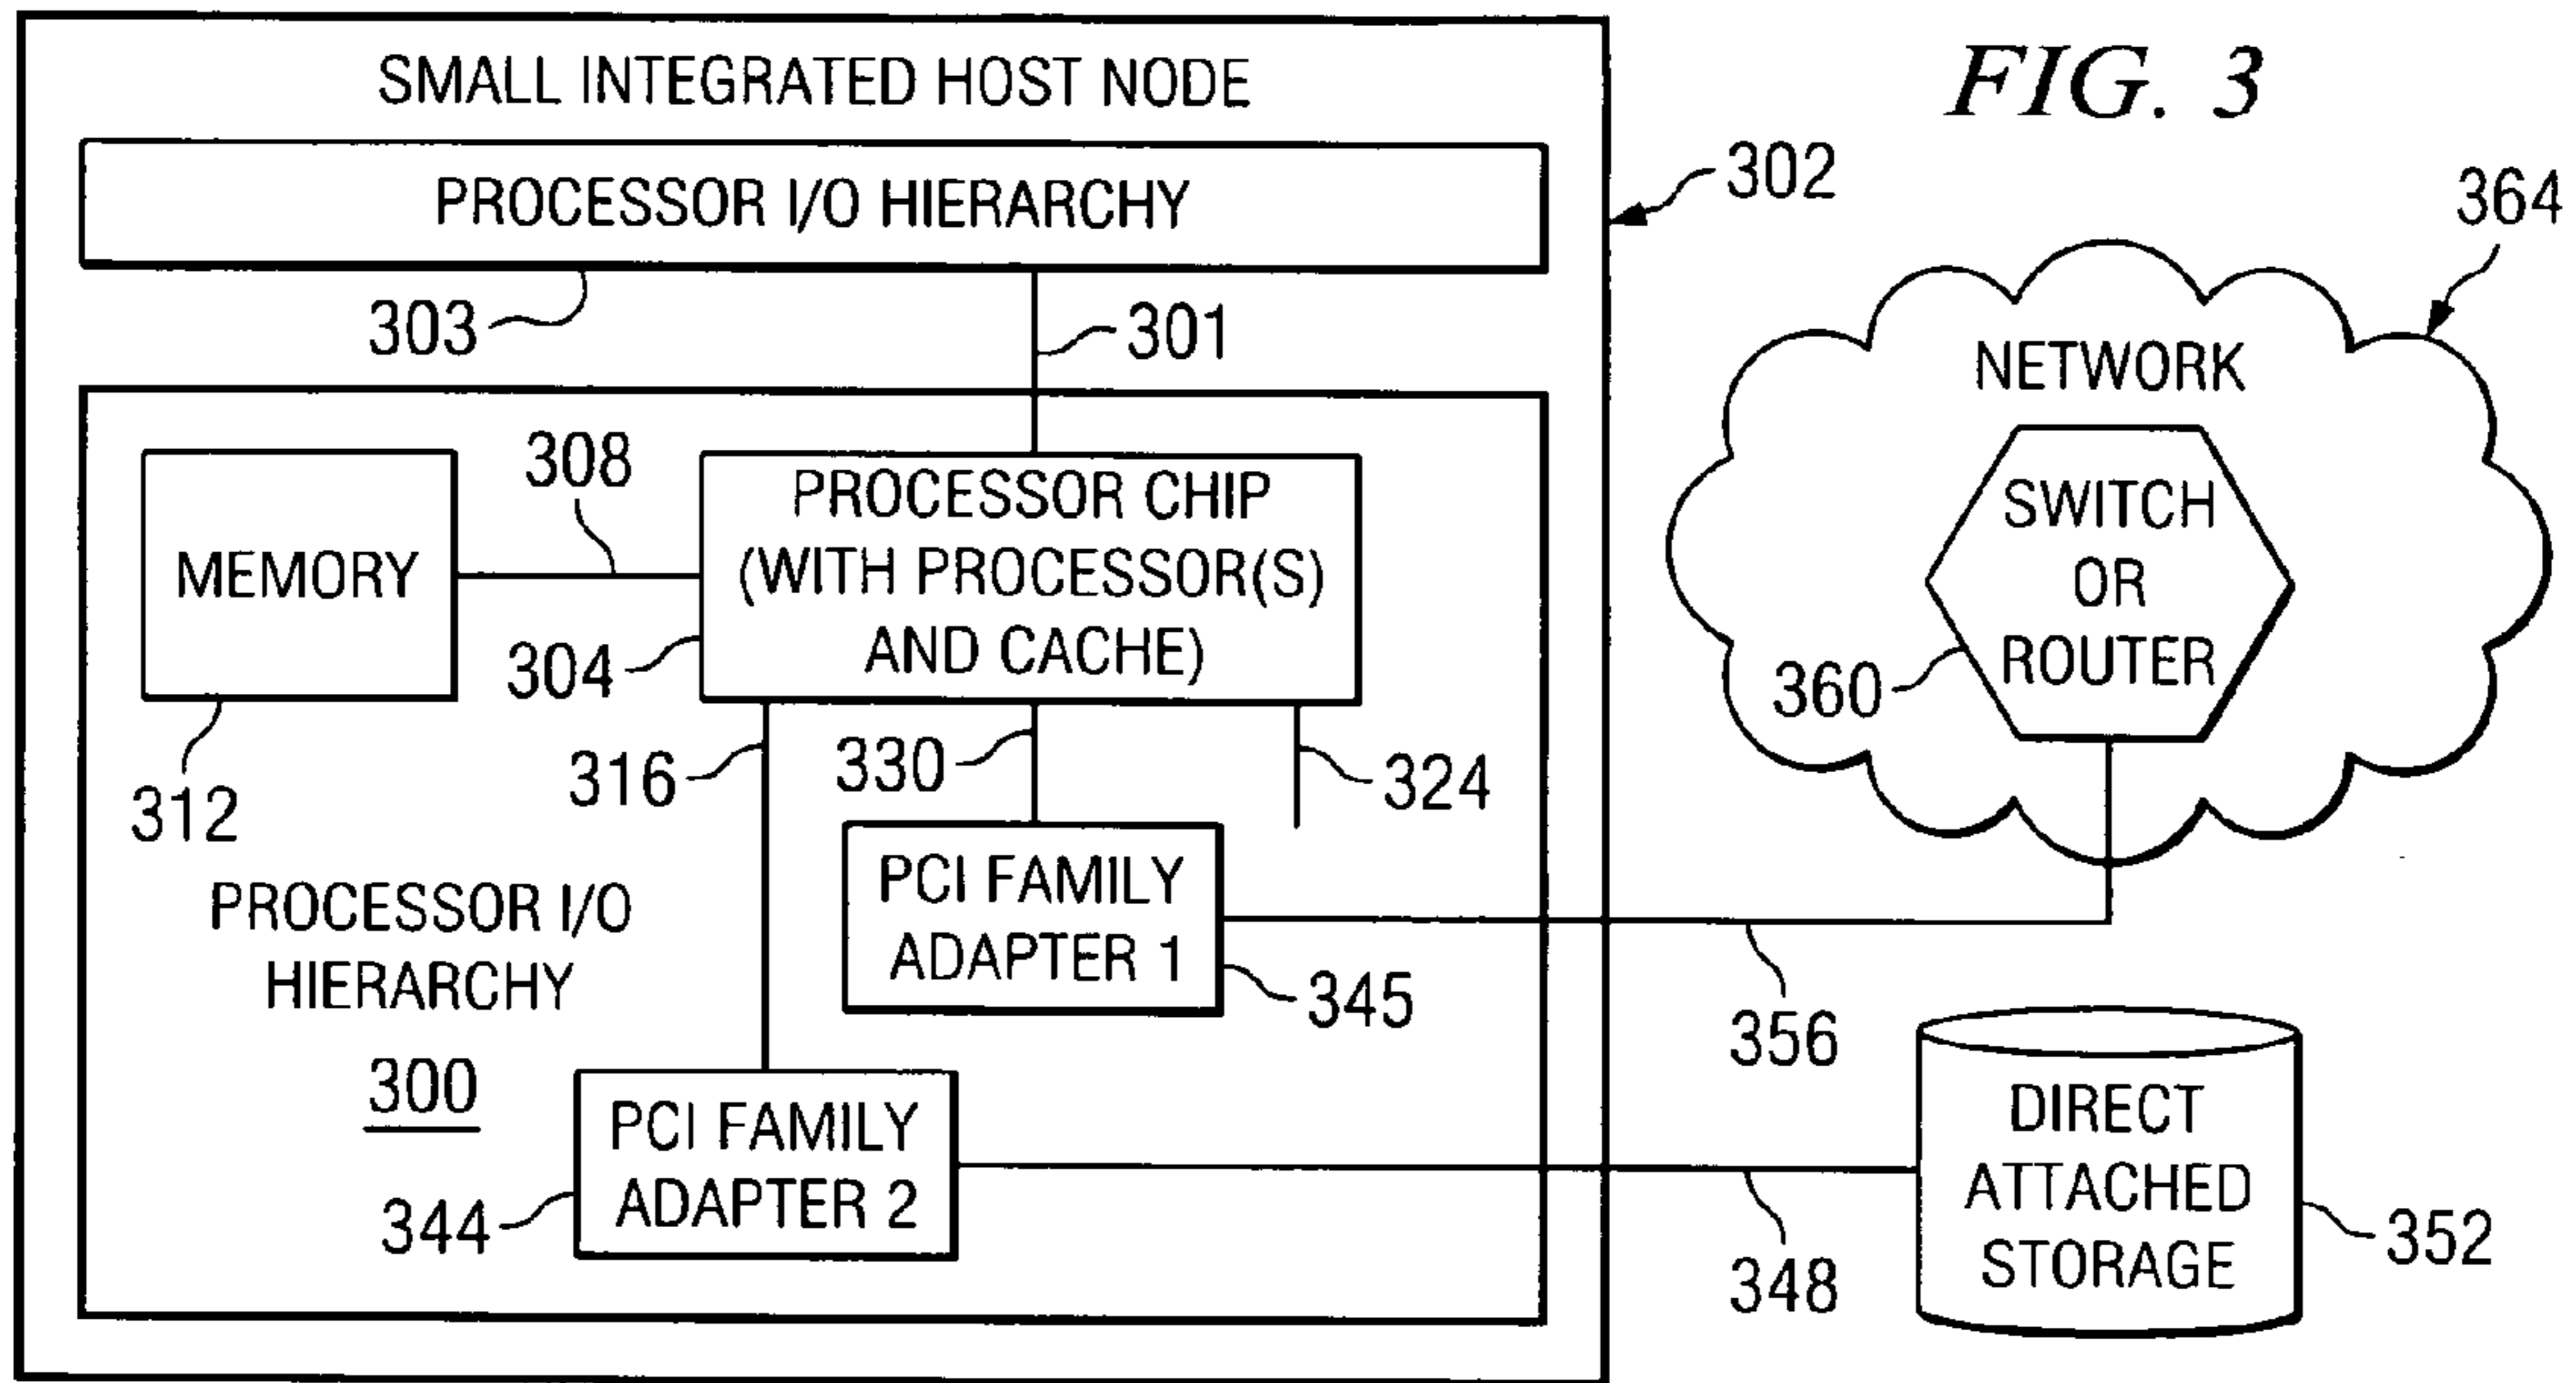 SMALL INTEGRATED HOST NODE
FIG. 3
PROCESSOR I/O HIERARCHY
302
364
303
301
NETWORK
308
MEMORY
PROCESSOR CHIP
(WITH PROCESSOR(S)
AND CACHE)
304
SWITCH
OR
ROUTER
360
312
316
330
324
PCI FAMILY
ADAPTER 1
345
PROCESSOR I/O
HIERARCHY
300
356
PCI FAMILY
ADAPTER 2
344
348
DIRECT
ATTACHED
STORAGE
352